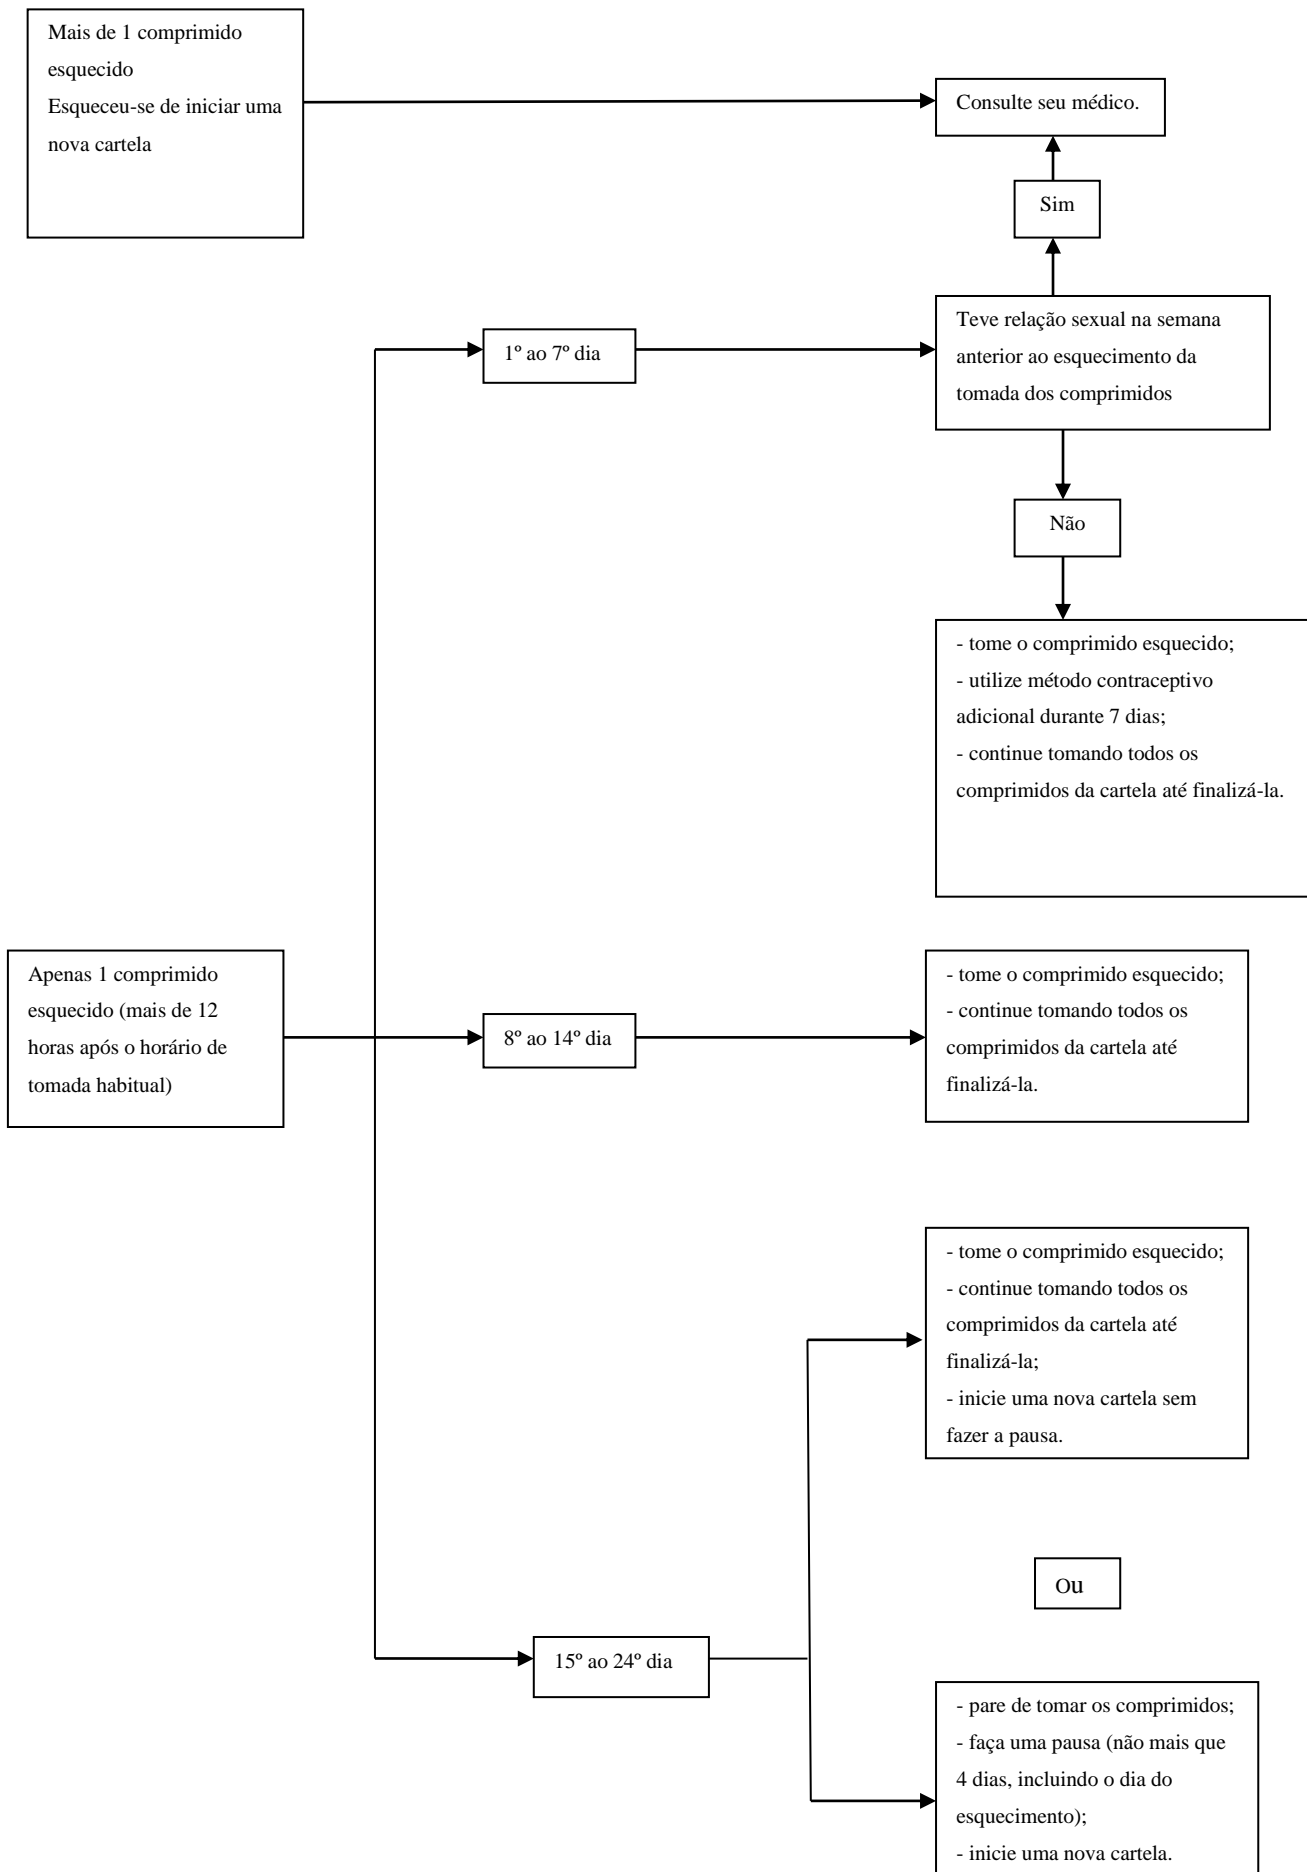 Mais de 1 comprimido
esquecido
Esqueceu-se de iniciar uma
nova cartela
Consulte seu médico.
Sim
Teve relação sexual na semana
anterior ao esquecimento da
tomada dos comprimidos
1º ao 7º dia
Não
- tome o comprimido esquecido;
- utilize método contraceptivo
adicional durante 7 dias;
- continue tomando todos os
comprimidos da cartela até finalizá-la.
Apenas 1 comprimido
esquecido (mais de 12
horas após o horário de
tomada habitual)
8º ao 14º dia
- tome o comprimido esquecido;
- continue tomando todos os
comprimidos da cartela até
finalizá-la.
- tome o comprimido esquecido;
- continue tomando todos os
comprimidos da cartela até
finalizá-la;
- inicie uma nova cartela sem
fazer a pausa.
Ou
15º ao 24º dia
- pare de tomar os comprimidos;
- faça uma pausa (não mais que
4 dias, incluindo o dia do
esquecimento);
- inicie uma nova cartela.